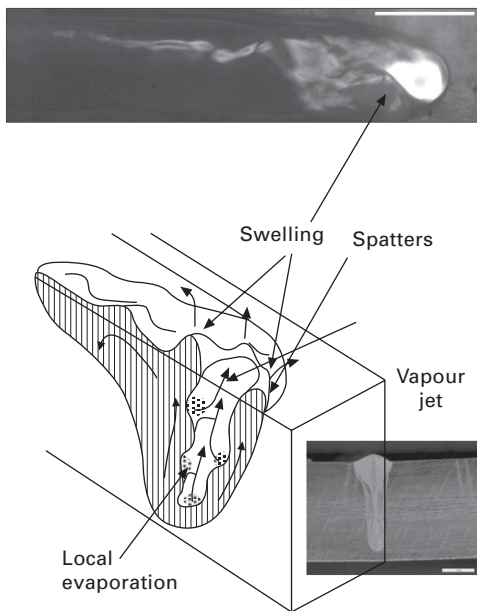 Swelling
Spatters
Vapour
jet
Local
evaporation